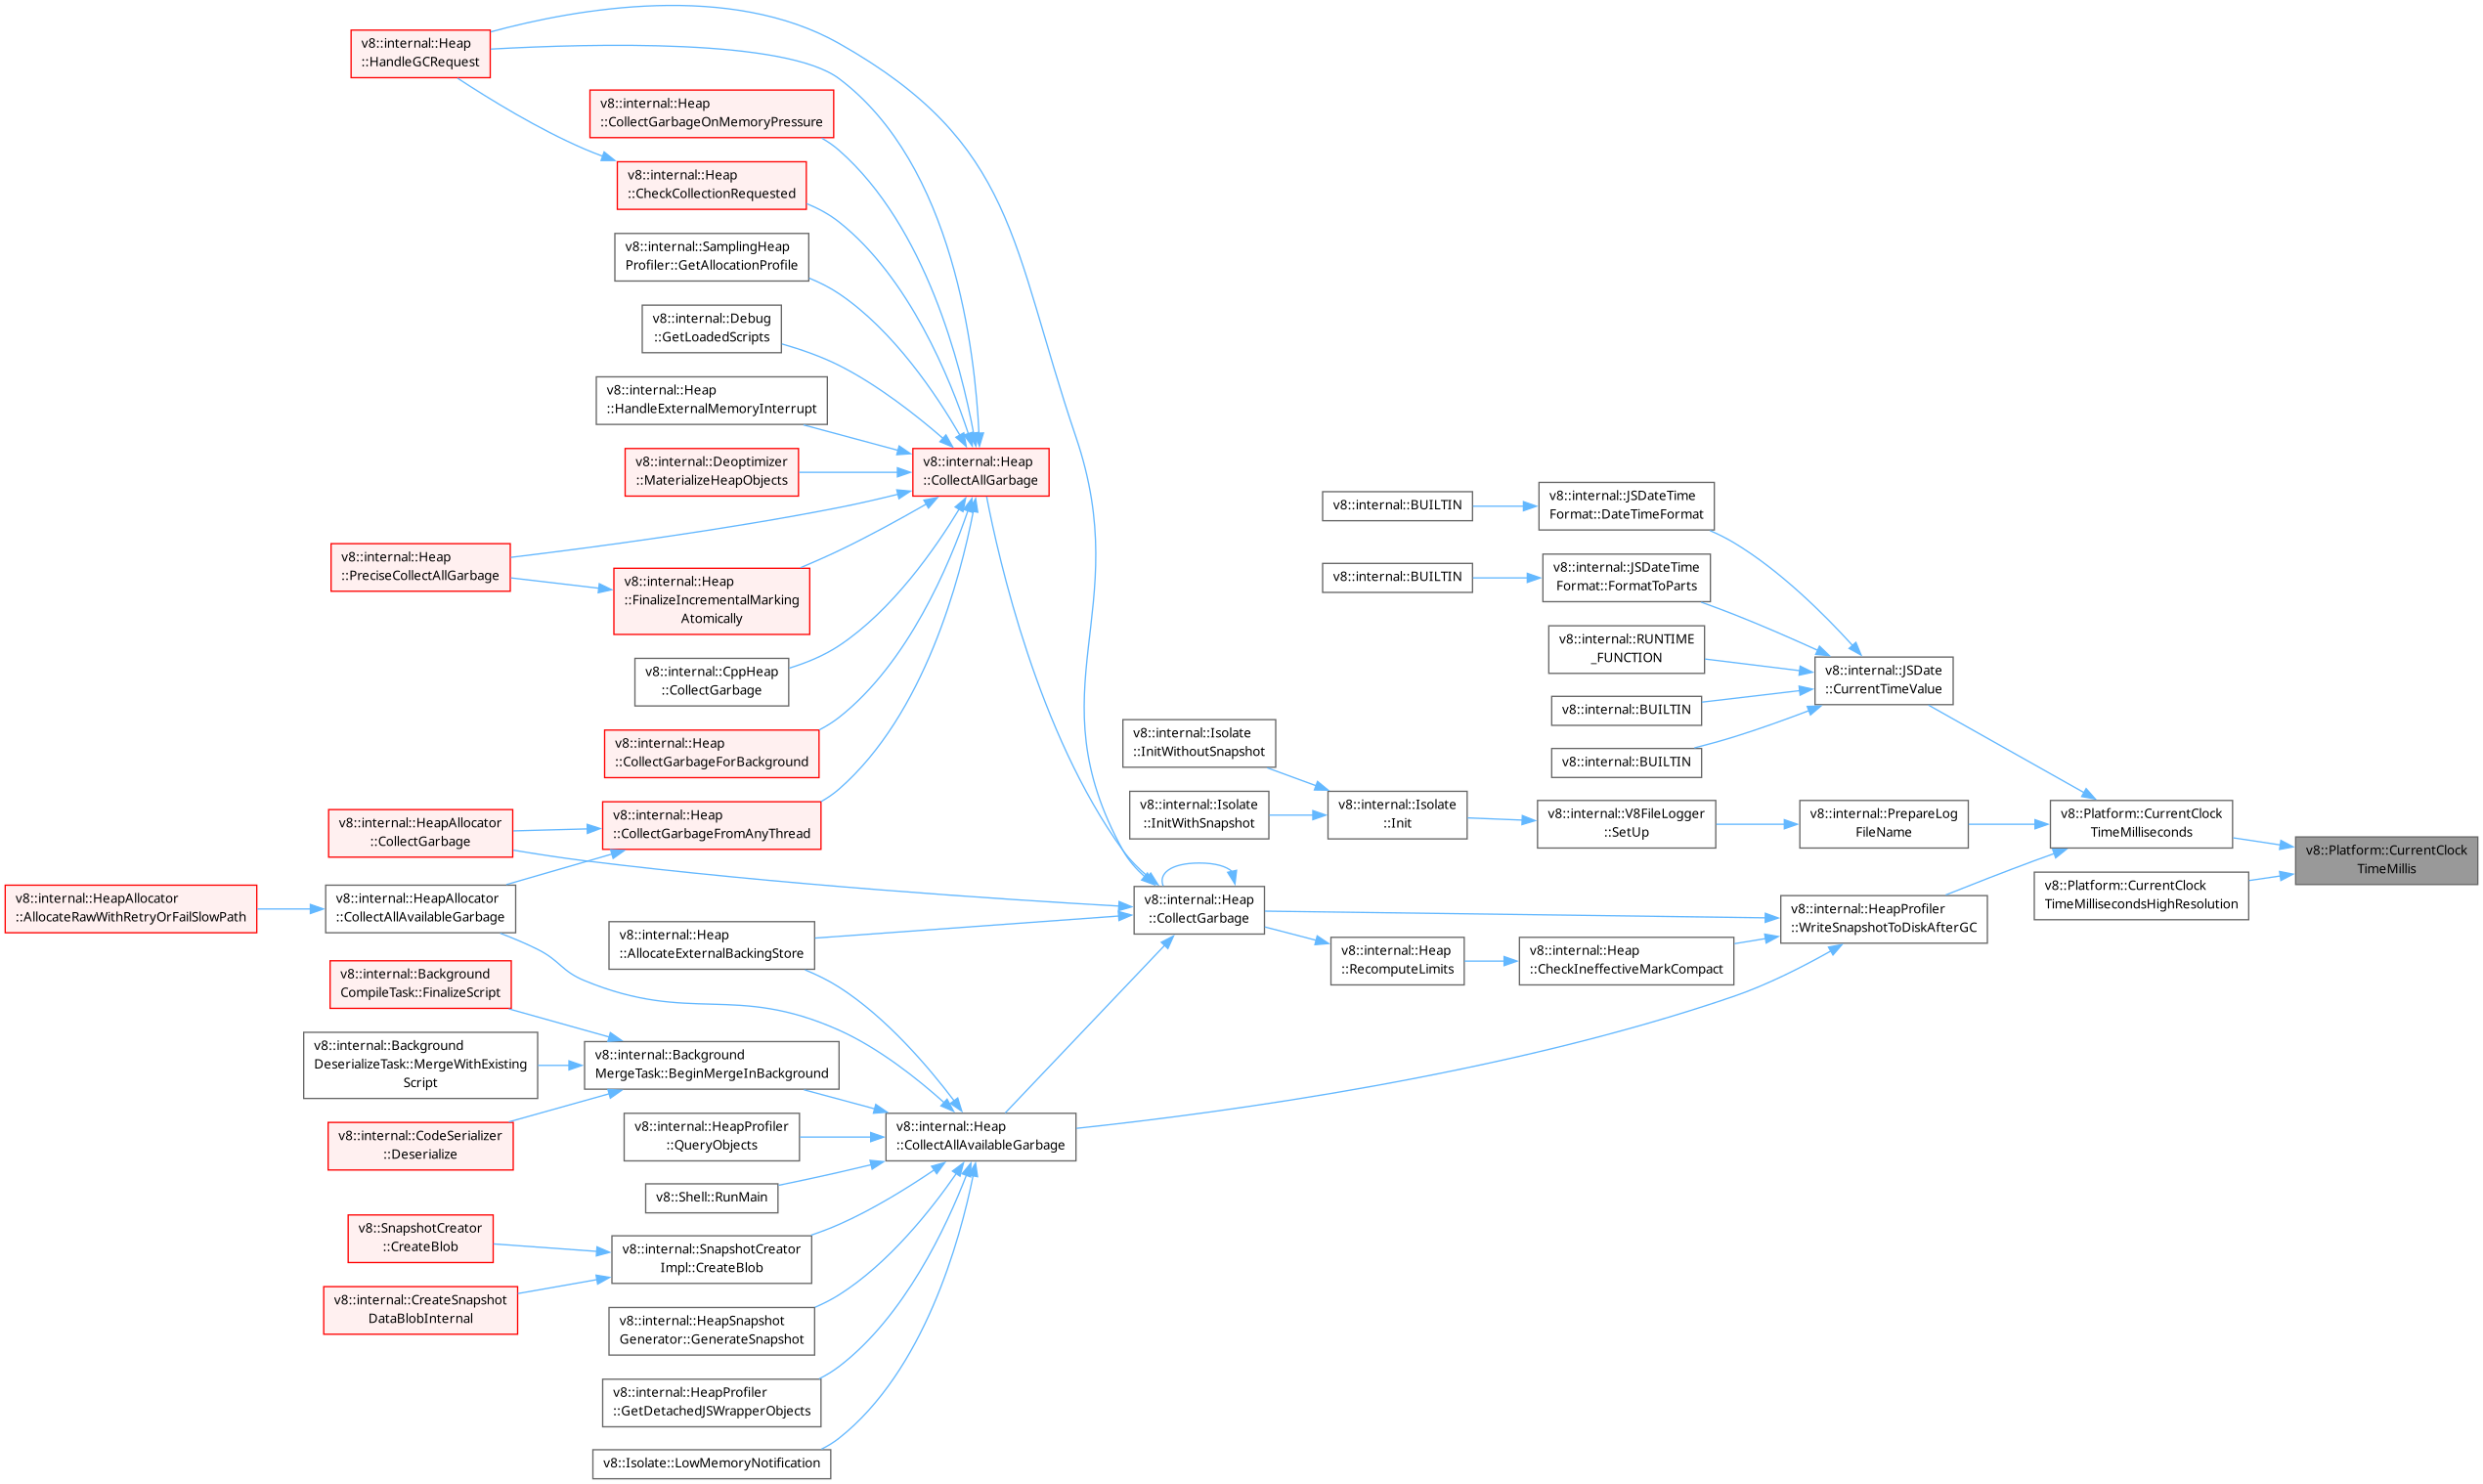 v8::internal::Heap
::HandleGCRequest
v8::internal::Heap
::CollectGarbageOnMemoryPressure
v8::internal::Heap
::CheckCollectionRequested
v8::internal::SamplingHeap
Profiler::GetAllocationProfile
v8::internal::Debug
::GetLoadedScripts
v8::internal::Heap
::HandleExternalMemoryInterrupt
v8::internal::Deoptimizer
::MaterializeHeapObjects
v8::internal::Heap
::CollectAllGarbage
v8::internal::Heap
::PreciseCollectAllGarbage
v8::internal::Heap
::FinalizeIncrementalMarking
Atomically
v8::internal::CppHeap
::CollectGarbage
v8::internal::Heap
::CollectGarbageForBackground
v8::internal::HeapAllocator
::CollectGarbage
v8::internal::Heap
::CollectGarbageFromAnyThread
v8::internal::HeapAllocator
::AllocateRawWithRetryOrFailSlowPath
v8::internal::HeapAllocator
::CollectAllAvailableGarbage
v8::internal::Heap
::AllocateExternalBackingStore
v8::internal::Background
CompileTask::FinalizeScript
v8::internal::Background
DeserializeTask::MergeWithExisting
Script
v8::internal::Background
MergeTask::BeginMergeInBackground
v8::internal::CodeSerializer
::Deserialize
v8::internal::HeapProfiler
::QueryObjects
v8::Shell::RunMain
v8::SnapshotCreator
::CreateBlob
v8::internal::SnapshotCreator
Impl::CreateBlob
v8::internal::CreateSnapshot
DataBlobInternal
v8::internal::HeapSnapshot
Generator::GenerateSnapshot
v8::internal::HeapProfiler
::GetDetachedJSWrapperObjects
v8::Isolate::LowMemoryNotification
v8::internal::Heap
::CollectAllAvailableGarbage
v8::internal::Heap
::CollectGarbage
v8::internal::Isolate
::InitWithoutSnapshot
v8::internal::Isolate
::InitWithSnapshot
v8::internal::Isolate
::Init
v8::internal::BUILTIN
v8::internal::BUILTIN
v8::internal::JSDateTime
Format::DateTimeFormat
v8::internal::JSDateTime
Format::FormatToParts
v8::internal::RUNTIME
_FUNCTION
v8::internal::BUILTIN
v8::internal::BUILTIN
v8::internal::V8FileLogger
::SetUp
v8::internal::Heap
::RecomputeLimits
v8::internal::Heap
::CheckIneffectiveMarkCompact
v8::internal::JSDate
::CurrentTimeValue
v8::internal::PrepareLog
FileName
v8::internal::HeapProfiler
::WriteSnapshotToDiskAfterGC
v8::Platform::CurrentClock
TimeMilliseconds
v8::Platform::CurrentClock
TimeMillisecondsHighResolution
v8::Platform::CurrentClock
TimeMillis